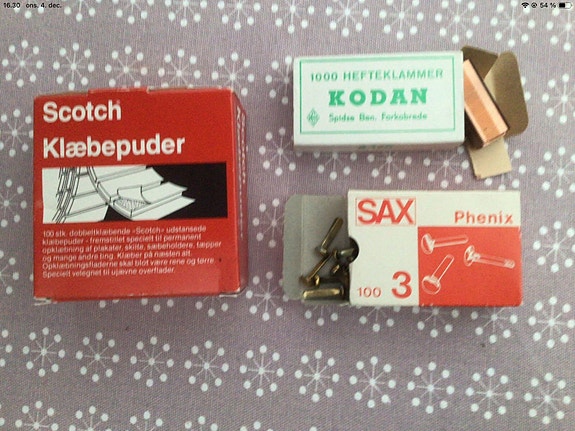 16.30 ons. 4. dec.
54 %
Scotch
Klæbepuder
100 stk. dobbeltklæbende »Scotch« udstansede
klæbepuder - fremstillet specielt til permanent
opklæbning af plakater, skilte, sæbeholdere, tæpper
og mange andre ting. Klæber på næsten alt.
Opklæbningsfladerne skal blot være rene og tørre.
Specielt velegnet til ujævne overflader.
1000 HEFTEKLAMMER
KODAN
Spidse Ben. Forkobrede
SAX
Phenix
100 3